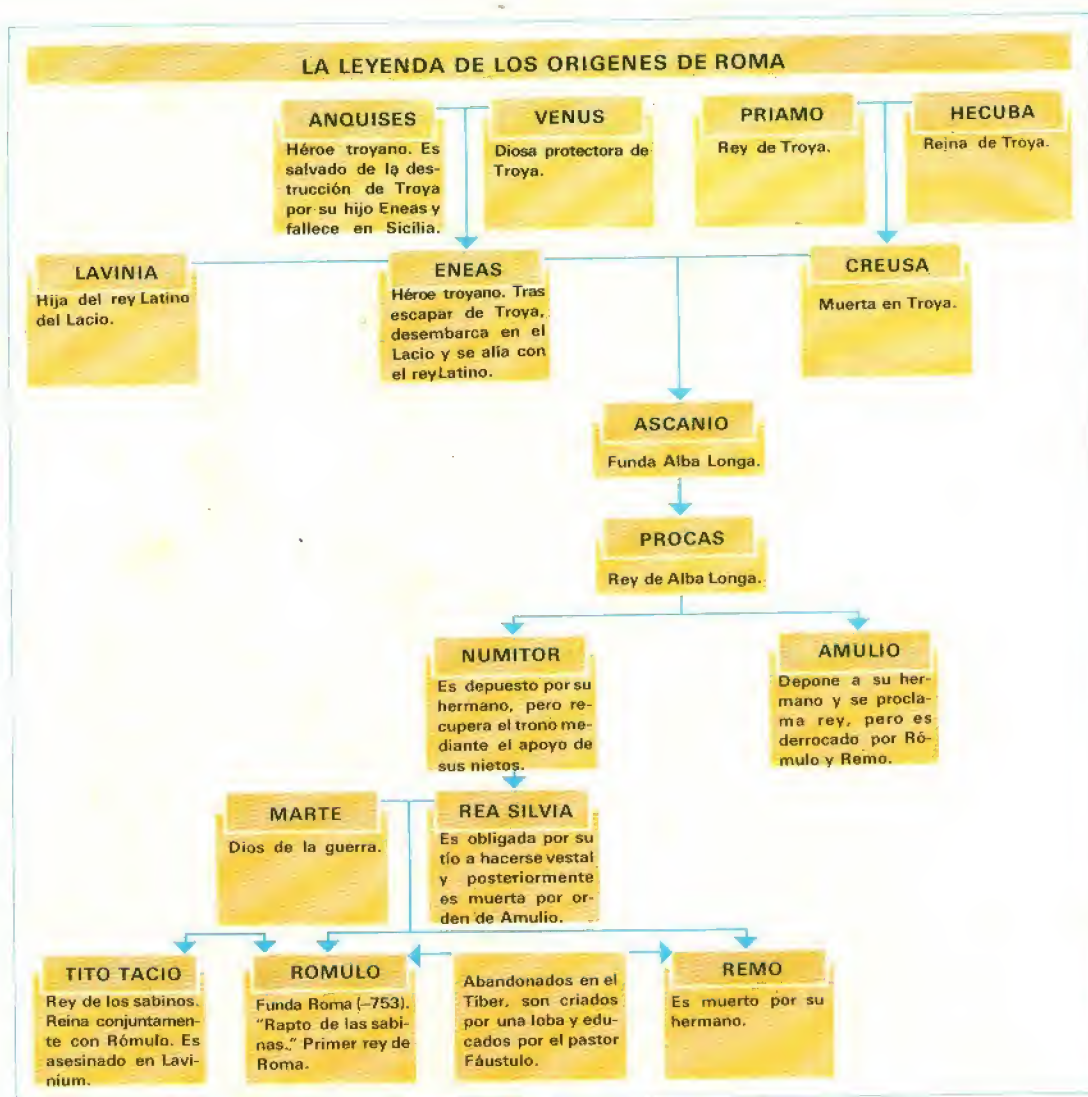 LA LEYENDA DE LOS ORIGENES DE ROMA
ANQUISES
Héroe troyano. Es
salvado de la des-
trucción de Troya
por su hijo Eneas y
fallece en Sicilia.
VENUS
Diosa protectora de
Troya.
PRIAMO
Rey de Troya.
HECUBA
Reina de Troya.
LAVINIA
Hija del rey Latino
del Lacio.
ENEAS
Héroe troyano. Tras
escapar de Troya,
desembarca en el
Lacio y se alía con
el rey Latino.
CREUSA
Muerta en Troya.
ASCANIO
Funda Alba Longa.
PROCAS
Rey de Alba Longa.
NUMITOR
Es depuesto por su
hermano, pero re-
cupera el trono me-
diante el apoyo de
sus nietos.
AMULIO
Depone a su her-
mano y se procla-
ma rey, pero es
derrocado por Ró-
mulo y Remo.
MARTE
Dios de la guerra.
REA SILVIA
Es obligada por su
tío a hacerse vestal
y posteriormente
es muerta por or-
den de Amulio.
TITO TACIO
Rey de los sabinos.
Reina conjuntamen-
te con Rómulo. Es
asesinado en Lavi-
nium.
ROMULO
Funda Roma (–753).
"Rapto de las sabi-
nas." Primer rey de
Roma.
Abandonados en el
Tíber, son criados
por una loba y edu-
cados por el pastor
Fáustulo.
REMO
Es muerto por su
hermano.